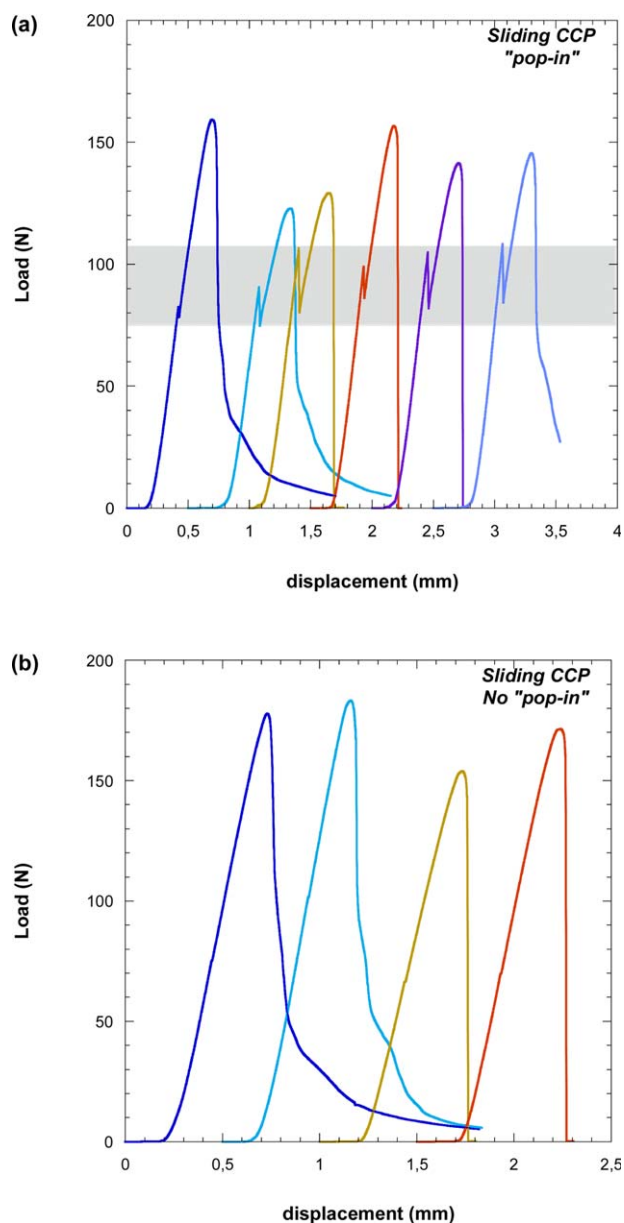 (a)
Sliding CCP
"pop-in"
200
150
100
50
0
Load (N)
0 0,5 1 1,5 2 2,5 3 3,5 4
displacement (mm)
(b)
Sliding CCP
No "pop-in"
200
150
100
50
0
Load (N)
0 0,5 1 1,5 2 2,5
displacement (mm)